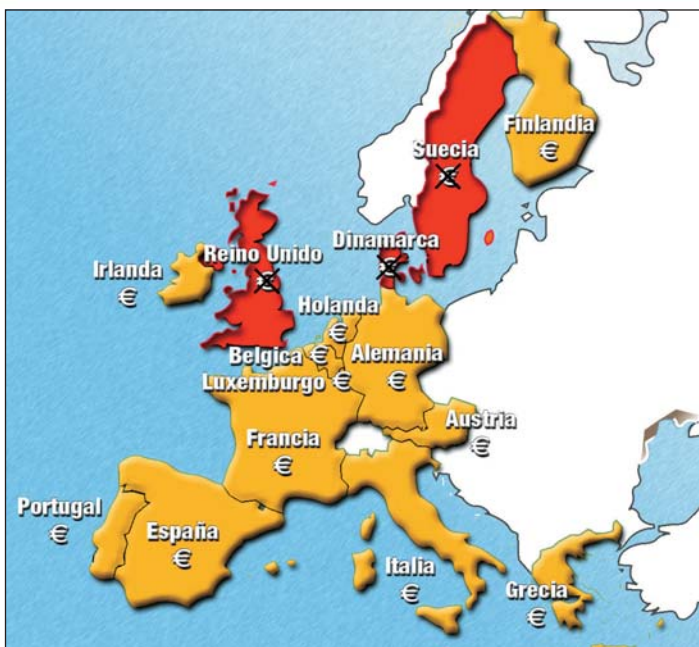 Finlandia
€
Suecia
€
Dinamarca
€
Reino Unido
€
Irlanda
€
Holanda
€
Belgica €
Luxemburgo €
Alemania
€
Austria
€
Francia
€
Portugal
€
España
€
Italia
€
Grecia
€